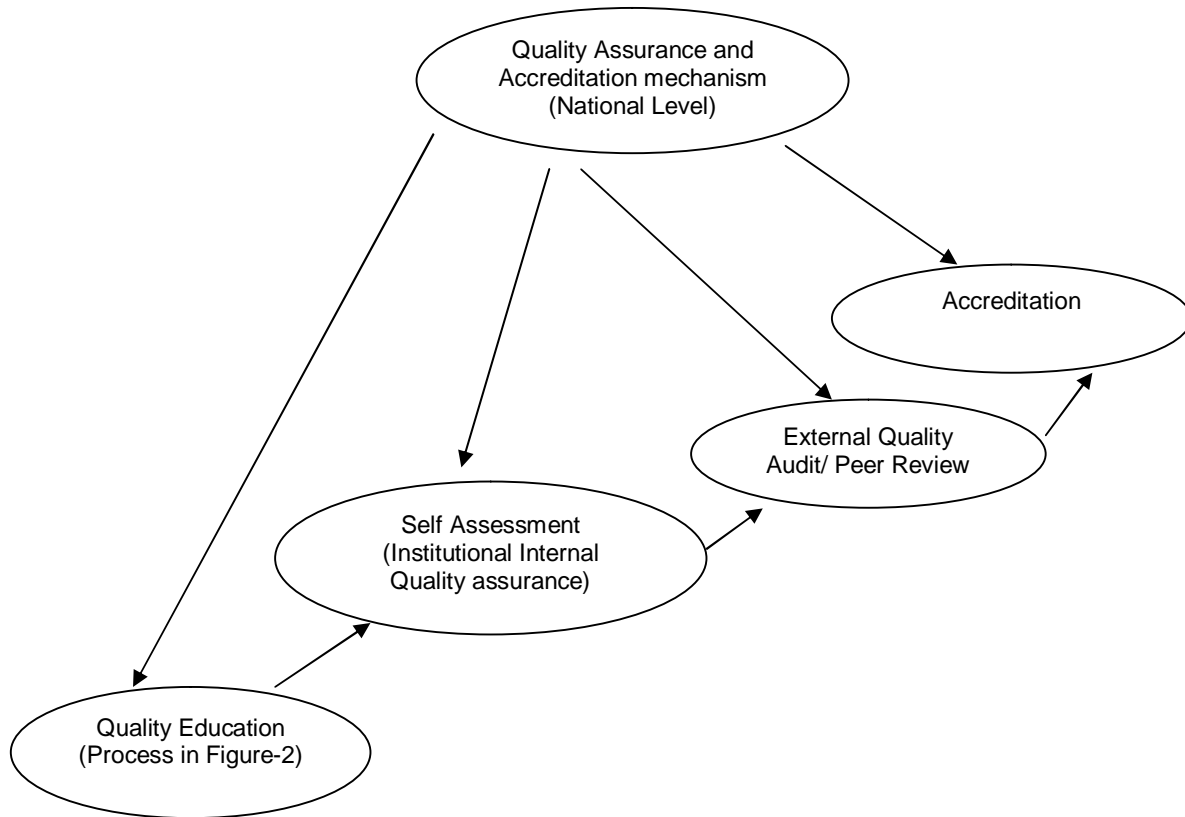 Quality Assurance and
Accreditation mechanism
(National Level)
Accreditation
External Quality
Audit/ Peer Review
Self Assessment
(Institutional Internal
Quality assurance)
Quality Education
(Process in Figure-2)